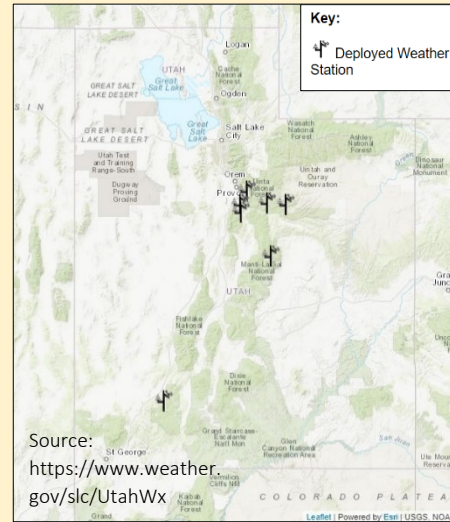 Key:
Deployed Weather
Station
Logan
Cache
National
Forest
UTAH
GREAT SALT
LAKE DESERT
Great
Salt Lake
Ogden
GREAT SALT
LAKE DESERT
Great
Salt
Lake
Salt Lake
City
Wasatch
National
Forest
Ashley
National
Forest
Green
Dinosaur
National
Monument
Utah Test
and Training
Range-South
Dugway
Proving
Ground
Orem
Provo
Uinta
National
Forest
Uintah and
Ouray
Reservation
Manti-La Sal
National
Forest
UTAH
Fishlake
National
Forest
Dixie
National
Forest
Grand Staircase-
Escalante
Nat'l Mon
Glen
Canyon National
Recreation Area
San Juan
St George
Vermilion
Cliffs NM
Kaibab
National
COLORADO PLATEA
Source:
https://www.weather.
gov/slc/UtahWx
Leaflet | Powered by Esri | USGS, NOA